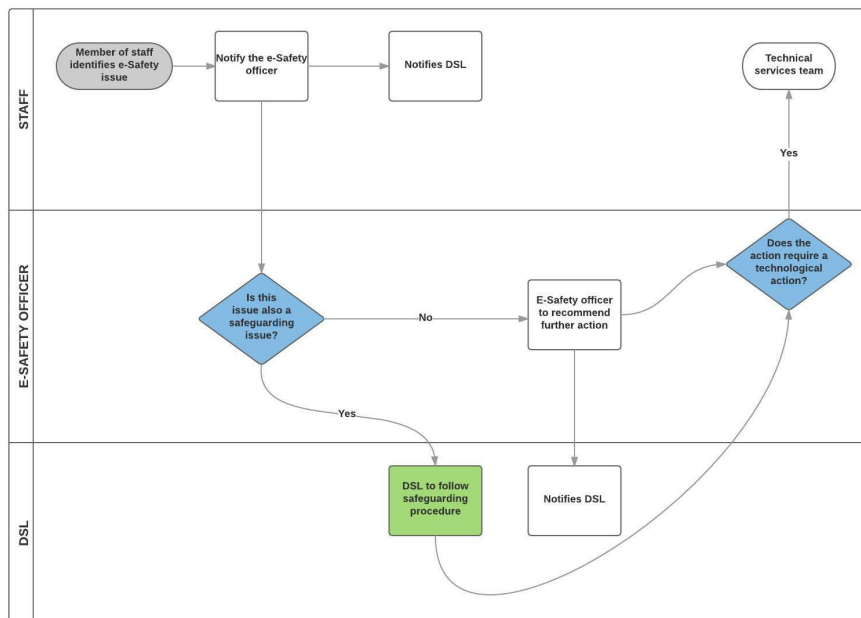 STAFF
Member of staff
identifies e-Safety
issue
Notify the e-Safety
officer
Notifies DSL
Technical
services team
Yes
E-SAFETY OFFICER
Does the
action require a
technological
action?
Is this
issue also a
safeguarding
issue?
No
E-Safety officer
to recommend
further action
Yes
DSL
DSL to follow
safeguarding
procedure
Notifies DSL